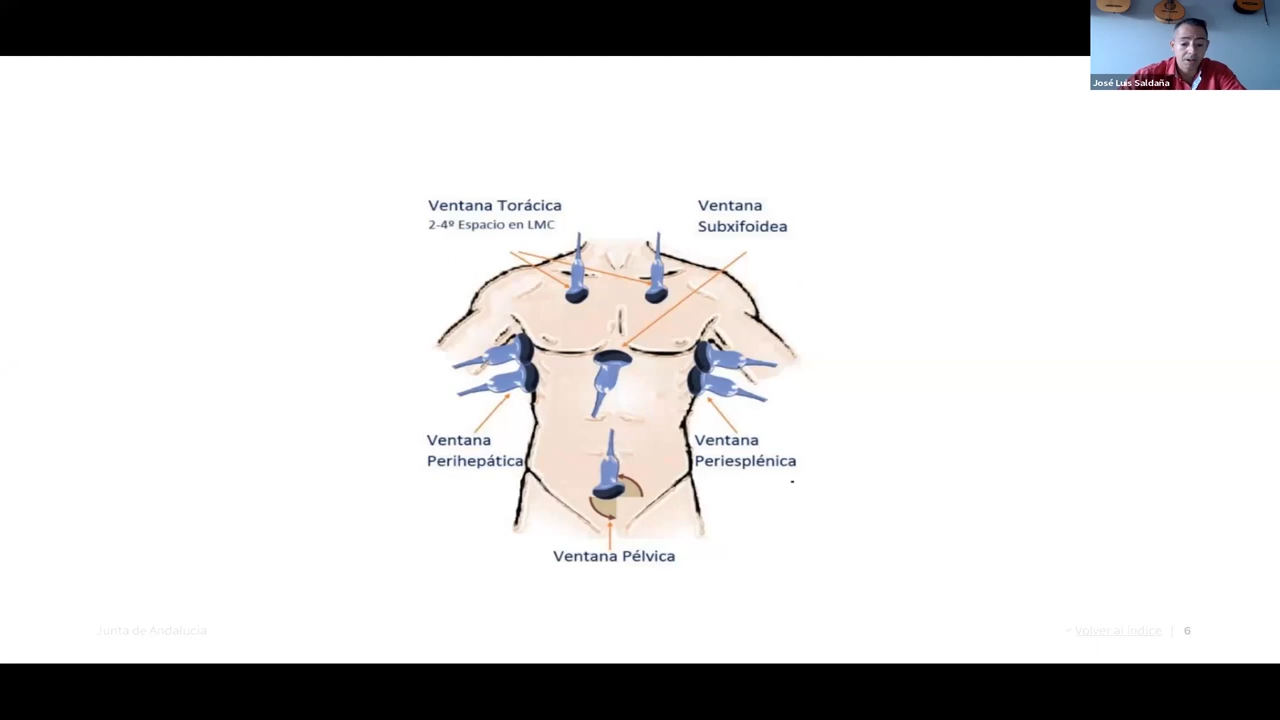 José Luis Saldaña
Ventana Torácica
2-4º Espacio en LMC
Ventana
Subxifoidea
Ventana
Perihepática
Ventana
Periesplénica
Ventana Pélvica
Junta de Andalucía
Volver al índice | 6